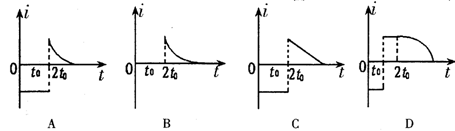 i i i i
0 t₀ 2t₀ t 0 t₀ 2t₀ t 0 t₀ 2t₀ t 0 t₀ 2t₀ t
A B C D